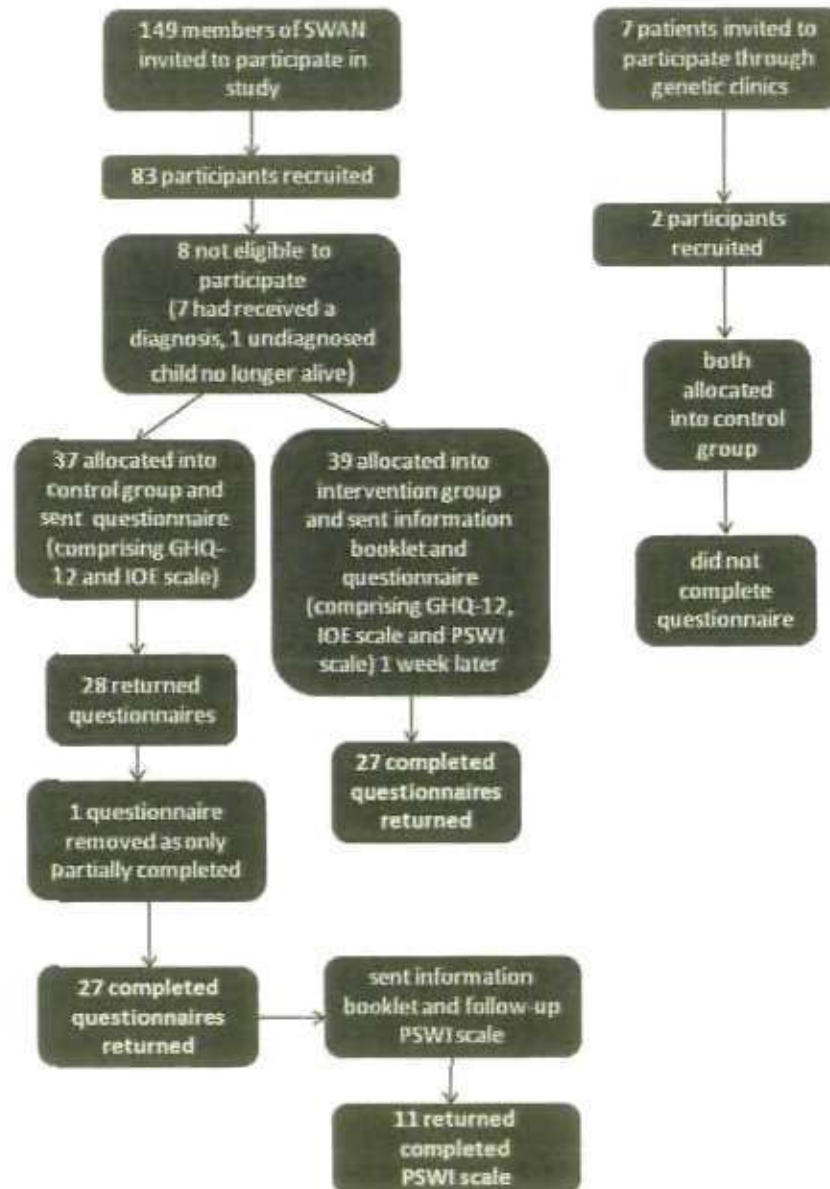 149 members of SWAN
invited to participate in
study
83 participants recruited
8 not eligible to
participate
(7 had received a
diagnosis, 1 undiagnosed
child no longer alive)
37 allocated into
control group and
sent questionnaire
(comprising GHQ-
12 and IOE scale)
28 returned
questionnaires
1 questionnaire
removed as only
partially completed
27 completed
questionnaires
returned
39 allocated into
intervention group
and sent information
booklet and
questionnaire
(comprising GHQ-12,
IOE scale and PSWI
scale) 1 week later
27 completed
questionnaires
returned
sent information
booklet and follow-up
PSWI scale
11 returned
completed
PSWI scale
7 patients invited to
participate through
genetic clinics
2 participants
recruited
both
allocated
into control
group
did not
complete
questionnaire